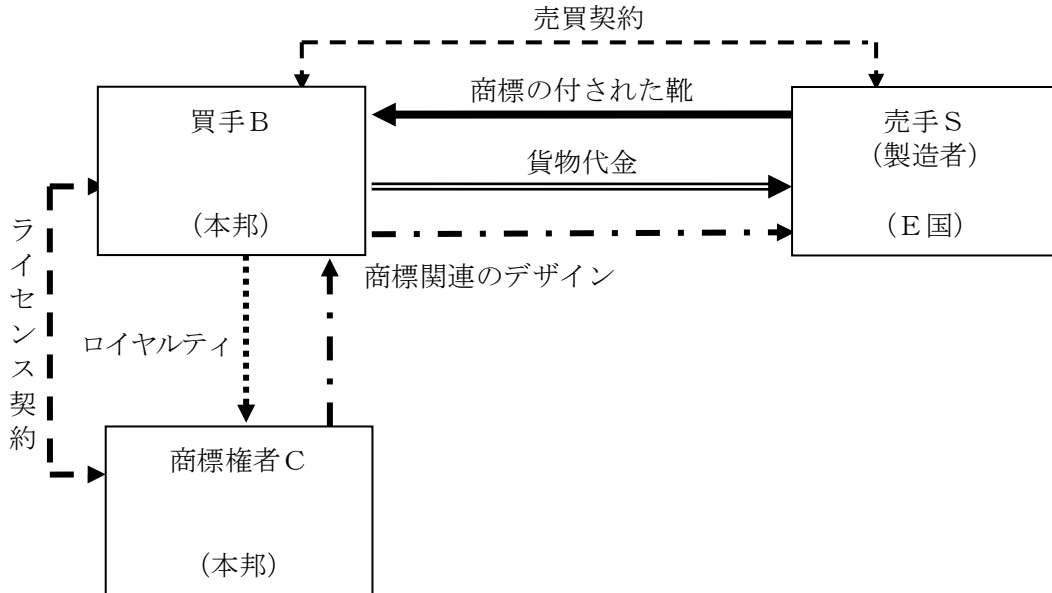 売買契約
買手Ｂ
（本邦）
商標の付された靴
貨物代金
商標関連のデザイン
売手Ｓ
（製造者）
（Ｅ国）
ライセンス契約
ロイヤルティ
商標権者Ｃ
（本邦）